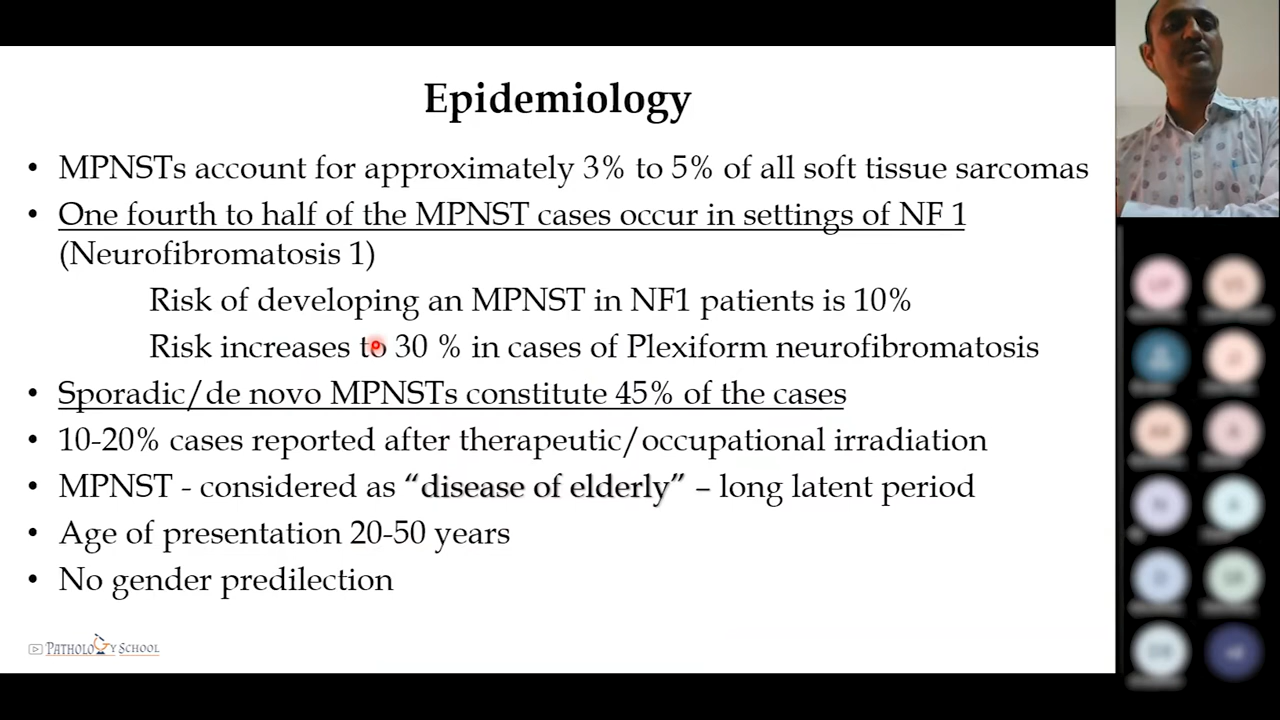 Epidemiology
• MPNSTs account for approximately 3% to 5% of all soft tissue sarcomas
• One fourth to half of the MPNST cases occur in settings of NF 1
(Neurofibromatosis 1)
Risk of developing an MPNST in NF1 patients is 10%
Risk increases to 30 % in cases of Plexiform neurofibromatosis
• Sporadic/de novo MPNSTs constitute 45% of the cases
• 10-20% cases reported after therapeutic/occupational irradiation
• MPNST - considered as “disease of elderly” – long latent period
• Age of presentation 20-50 years
• No gender predilection
PATHOLOGY SCHOOL